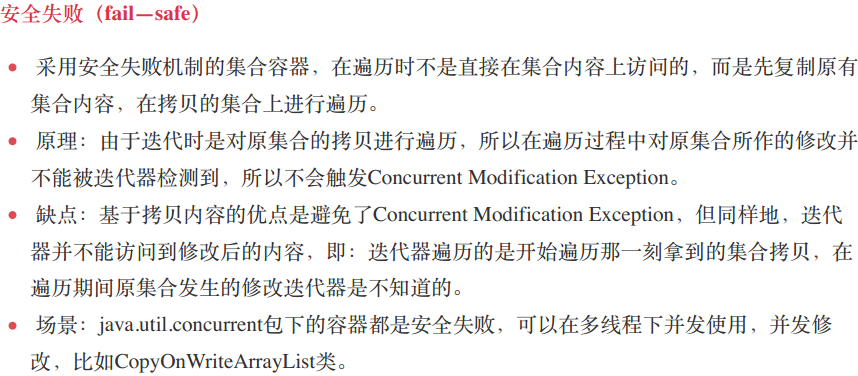 安全失败（fail—safe）
• 采用安全失败机制的集合容器，在遍历时不是直接在集合内容上访问的，而是先复制原有
集合内容，在拷贝的集合上进行遍历。
• 原理：由于迭代时是对原集合的拷贝进行遍历，所以在遍历过程中对原集合所作的修改并
不能被迭代器检测到，所以不会触发Concurrent Modification Exception。
• 缺点：基于拷贝内容的优点是避免了Concurrent Modification Exception，但同样地，迭代
器并不能访问到修改后的内容，即：迭代器遍历的是开始遍历那一刻拿到的集合拷贝，在
遍历期间原集合发生的修改迭代器是不知道的。
• 场景：java.util.concurrent包下的容器都是安全失败，可以在多线程下并发使用，并发修
改，比如CopyOnWriteArrayList类。